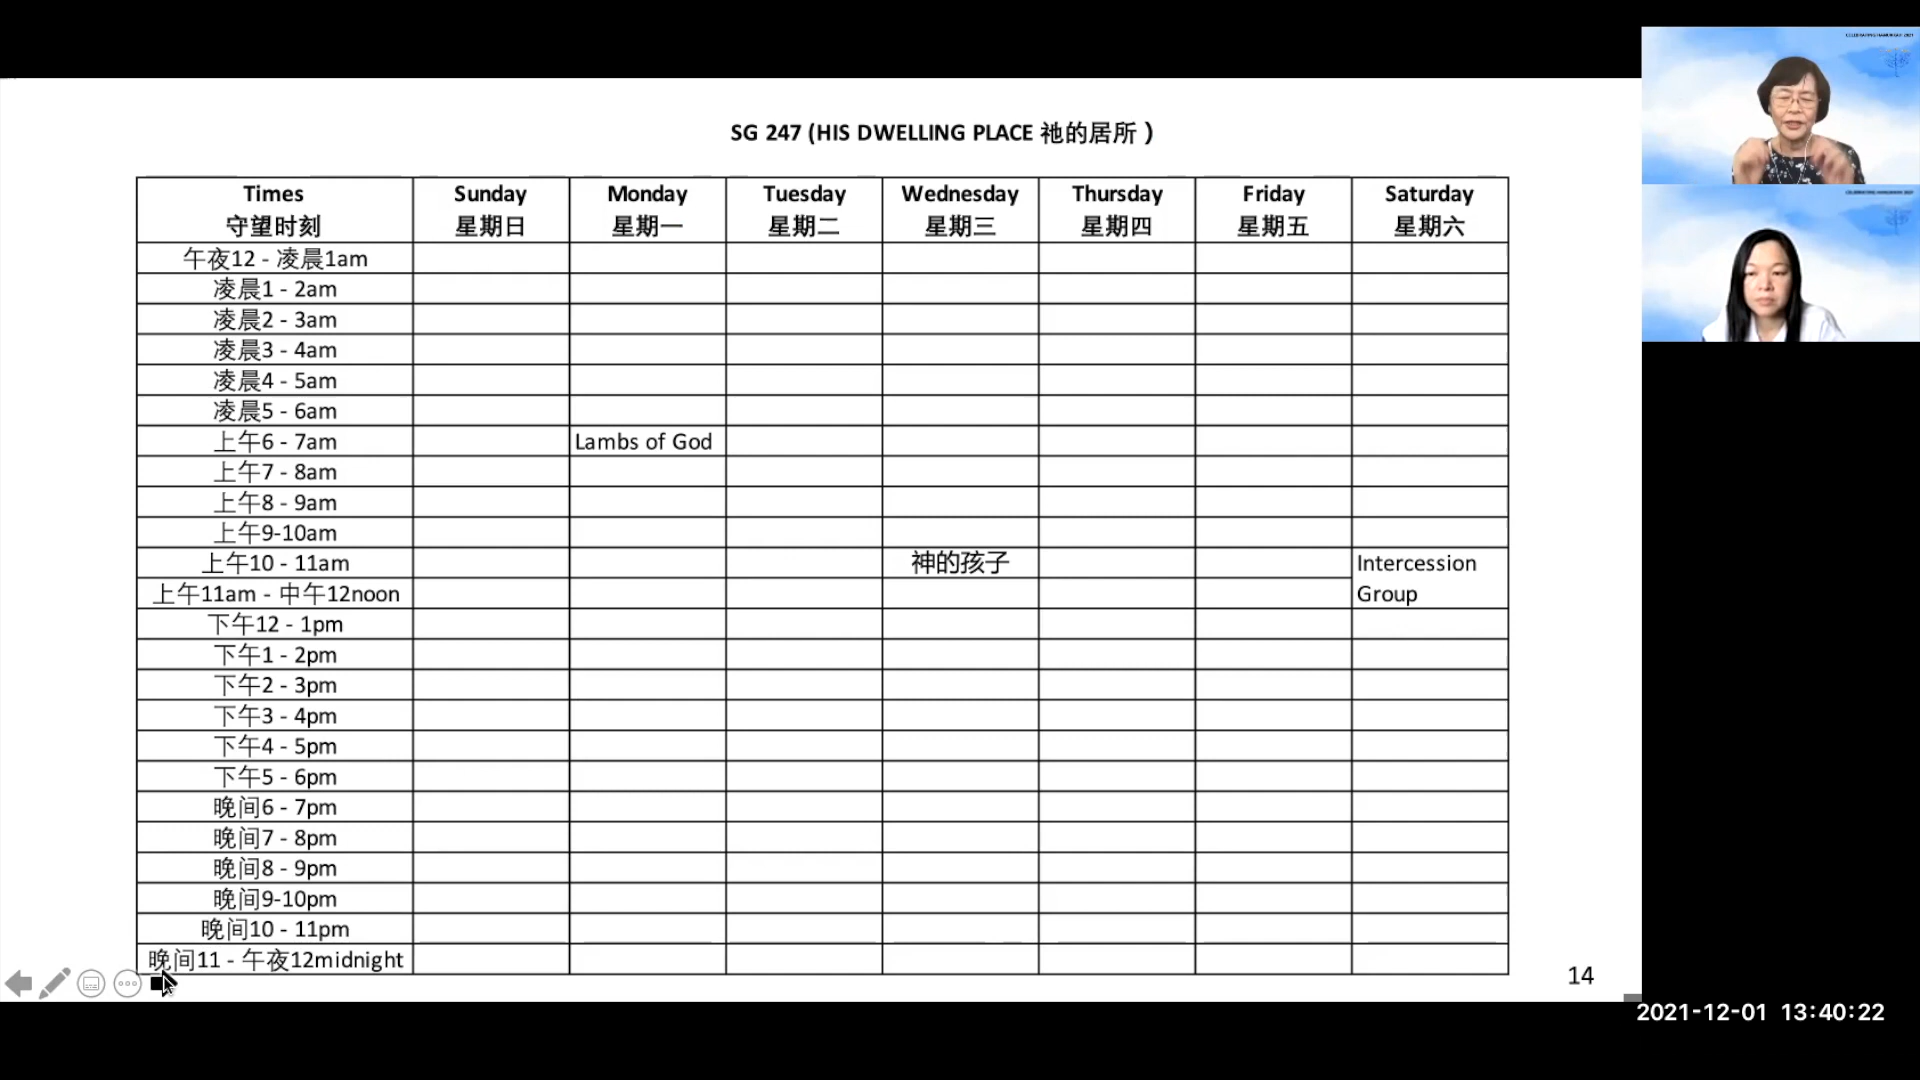 SG 247 (HIS DWELLING PLACE 祂的居所 )
Times Sunday Monday Tuesday Wednesday Thursday Friday Saturday
守望时刻 星期日 星期一 星期二 星期三 星期四 星期五 星期六
午夜12 - 凌晨1am
凌晨1 - 2am
凌晨2 - 3am
凌晨3 - 4am
凌晨4 - 5am
凌晨5 - 6am
上午6 - 7am Lambs of God
上午7 - 8am
上午8 - 9am
上午9-10am
上午10 - 11am 神的孩子 Intercession
上午11am - 中午12noon Group
下午12 - 1pm
下午1 - 2pm
下午2 - 3pm
下午3 - 4pm
下午4 - 5pm
下午5 - 6pm
晚间6 - 7pm
晚间7 - 8pm
晚间8 - 9pm
晚间9-10pm
晚间10 - 11pm
晚间11 - 午夜12midnight
14
2021-12-01 13:40:22